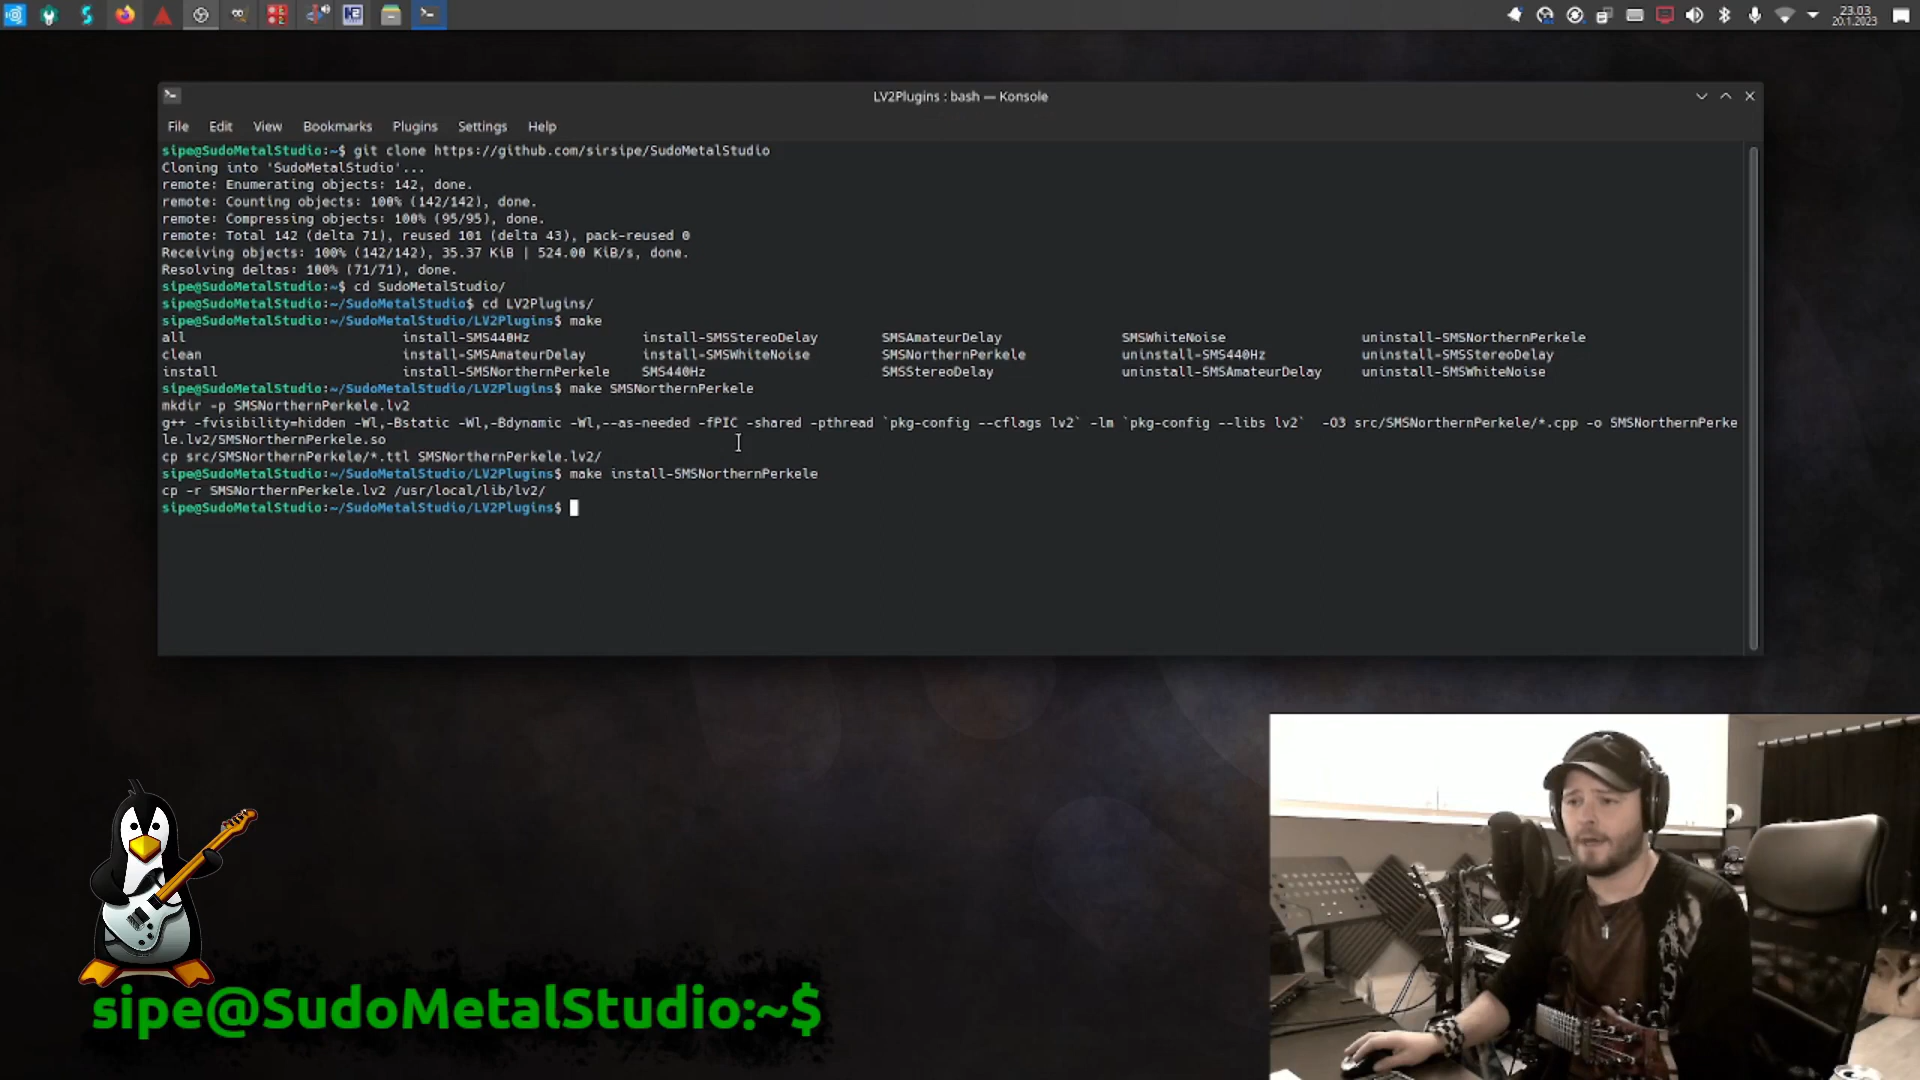 23.03
20.1.2023
LV2Plugins : bash — Konsole
File Edit View Bookmarks Plugins Settings Help
sipe@SudoMetalStudio:~$ git clone https://github.com/sirsipe/SudoMetalStudio
Cloning into 'SudoMetalStudio'...
remote: Enumerating objects: 142, done.
remote: Counting objects: 100% (142/142), done.
remote: Compressing objects: 100% (95/95), done.
remote: Total 142 (delta 71), reused 101 (delta 43), pack-reused 0
Receiving objects: 100% (142/142), 35.37 KiB | 524.00 KiB/s, done.
Resolving deltas: 100% (71/71), done.
sipe@SudoMetalStudio:~$ cd SudoMetalStudio/
sipe@SudoMetalStudio:~/SudoMetalStudio$ cd LV2Plugins/
sipe@SudoMetalStudio:~/SudoMetalStudio/LV2Plugins$ make
all install-SMS440Hz install-SMSStereoDelay SMSAmateurDelay SMSWhiteNoise uninstall-SMSNorthernPerkele
clean install-SMSAmateurDelay install-SMSWhiteNoise SMSNorthernPerkele uninstall-SMS440Hz uninstall-SMSStereoDelay
install install-SMSNorthernPerkele SMS440Hz SMSStereoDelay uninstall-SMSAmateurDelay uninstall-SMSWhiteNoise
sipe@SudoMetalStudio:~/SudoMetalStudio/LV2Plugins$ make SMSNorthernPerkele
mkdir -p SMSNorthernPerkele.lv2
g++ -fvisibility=hidden -Wl,-Bstatic -Wl,-Bdynamic -Wl,--as-needed -fPIC -shared -pthread `pkg-config --cflags lv2` -lm `pkg-config --libs lv2` -O3 src/SMSNorthernPerkele/*.cpp -o SMSNorthernPerke
le.lv2/SMSNorthernPerkele.so
cp src/SMSNorthernPerkele/*.ttl SMSNorthernPerkele.lv2/
sipe@SudoMetalStudio:~/SudoMetalStudio/LV2Plugins$ make install-SMSNorthernPerkele
cp -r SMSNorthernPerkele.lv2 /usr/local/lib/lv2/
sipe@SudoMetalStudio:~/SudoMetalStudio/LV2Plugins$
sipe@SudoMetalStudio:~$